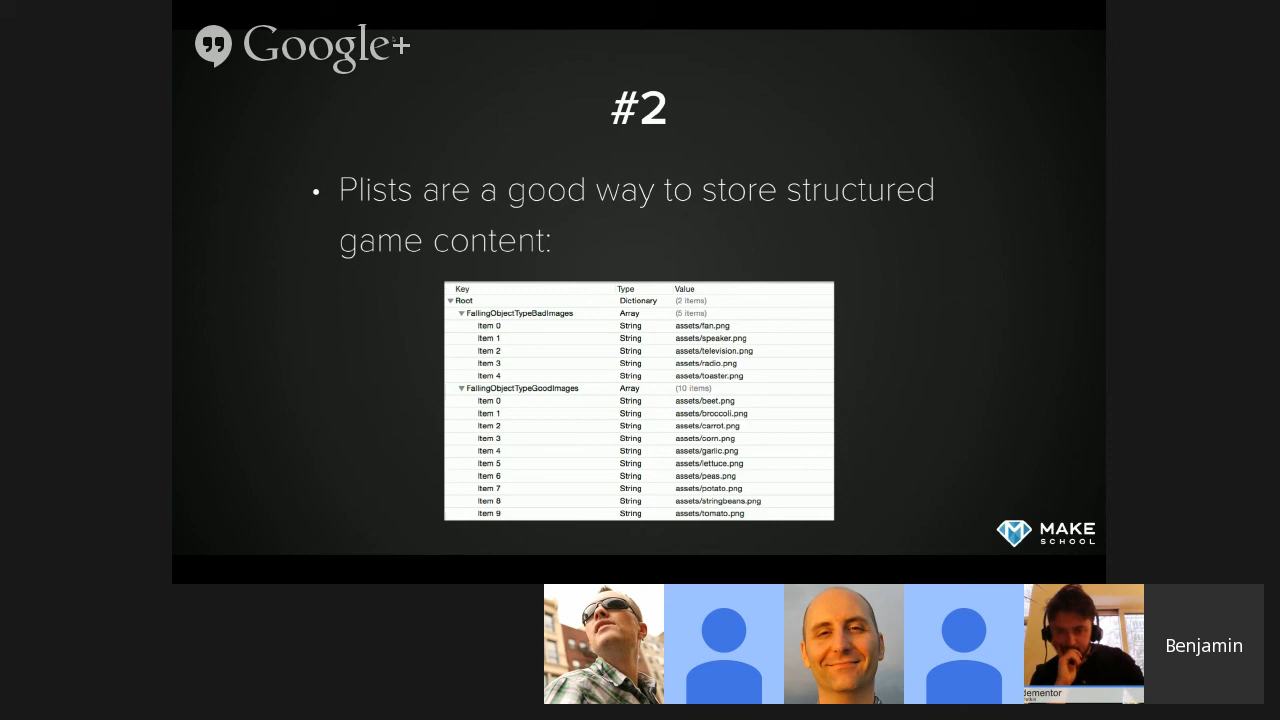 Google+
#2
• Plists are a good way to store structured
game content:
Key Type Value
Root Dictionary (2 items)
FallingObjectTypeBadImages Array (5 items)
Item 0 String assets/fan.png
Item 1 String assets/speaker.png
Item 2 String assets/television.png
Item 3 String assets/radio.png
Item 4 String assets/toaster.png
FallingObjectTypeGoodImages Array (10 items)
Item 0 String assets/beet.png
Item 1 String assets/broccoli.png
Item 2 String assets/carrot.png
Item 3 String assets/corn.png
Item 4 String assets/garlic.png
Item 5 String assets/lettuce.png
Item 6 String assets/peas.png
Item 7 String assets/potato.png
Item 8 String assets/stringbeans.png
Item 9 String assets/tomato.png
MAKE
SCHOOL
Benjamin
dementor